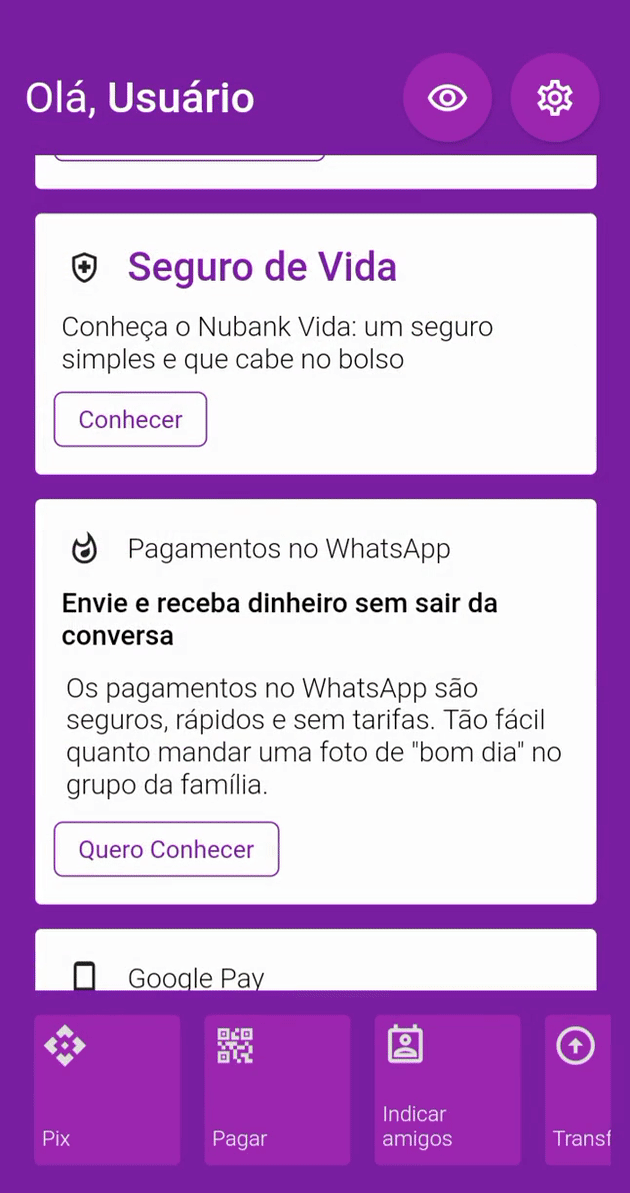 Olá, Usuário
Seguro de Vida
Conheça o Nubank Vida: um seguro
simples e que cabe no bolso
Conhecer
Pagamentos no WhatsApp
Envie e receba dinheiro sem sair da
conversa
Os pagamentos no WhatsApp são
seguros, rápidos e sem tarifas. Tão fácil
quanto mandar uma foto de "bom dia" no
grupo da família.
Quero Conhecer
Google Pay
Pix
Pagar
Indicar
amigos
Transf